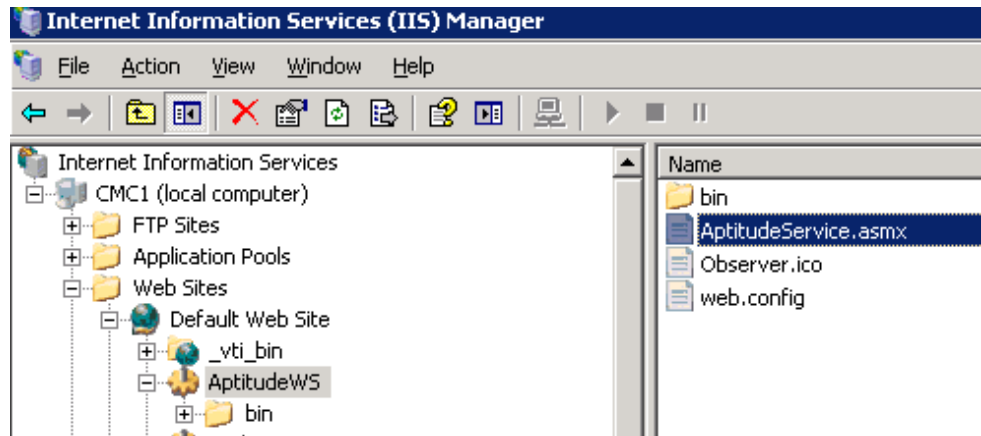 Internet Information Services (IIS) Manager
File Action View Window Help
Internet Information Services
CMC1 (local computer)
FTP Sites
Application Pools
Web Sites
Default Web Site
_vti_bin
AptitudeWS
bin
Name
bin
AptitudeService.asmx
Observer.ico
web.config